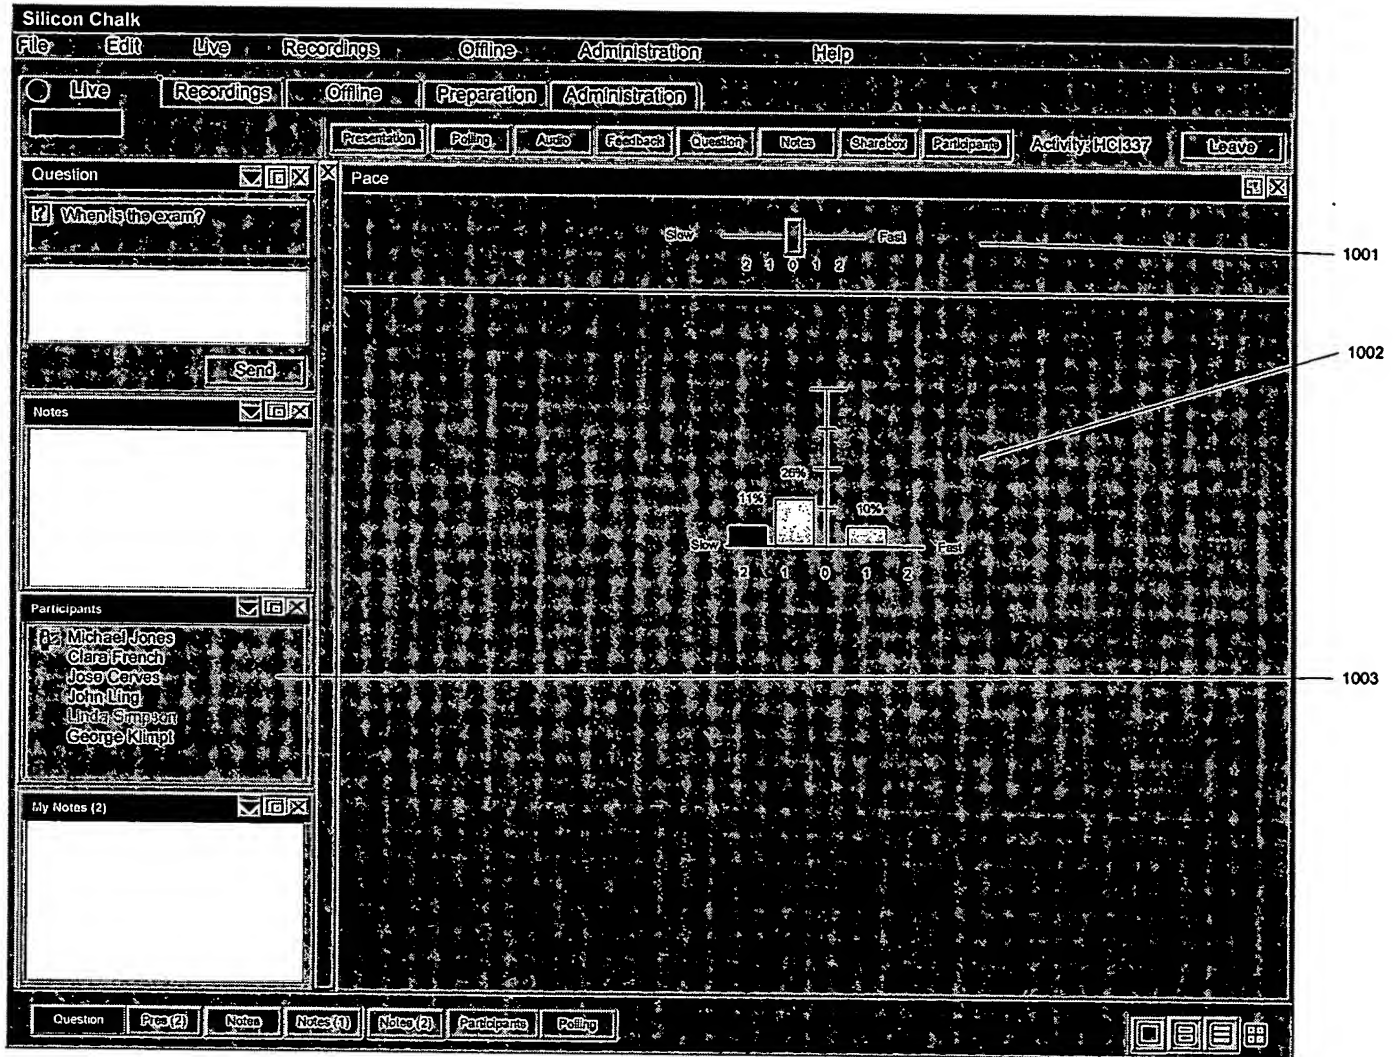 Silicon Chalk
File Edit Live Recordings Offline Administration Help
Live Recordings Offline Preparation Administration
Presentation Polling Audio Feedback Question Notes Sharebox Participants Activity: HCI337 Leave
Question
Pace
When is the exam?
Slow Fast
2 1 0 1 2
1001
Send
1002
Notes
26%
11% 10%
Slow Fast
2 1 0 1 2
Participants
Michael Jones
Clara French
Jose Cerves
John Ling
Linda Simpson
George Klimpt
1003
My Notes (2)
Question Pres (2) Notes Notes (1) Notes (2) Participants Polling